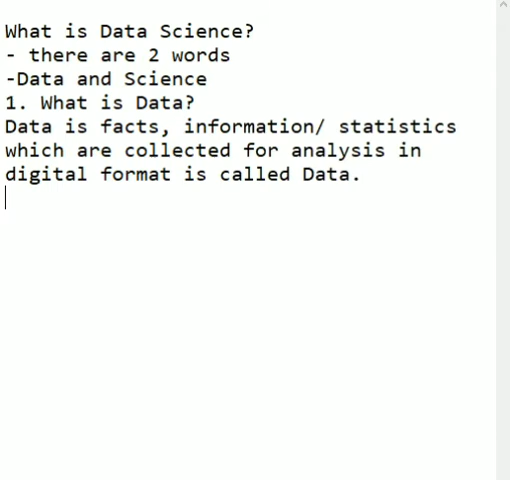 What is Data Science?
- there are 2 words
-Data and Science
1. What is Data?
Data is facts, information/ statistics
which are collected for analysis in
digital format is called Data.